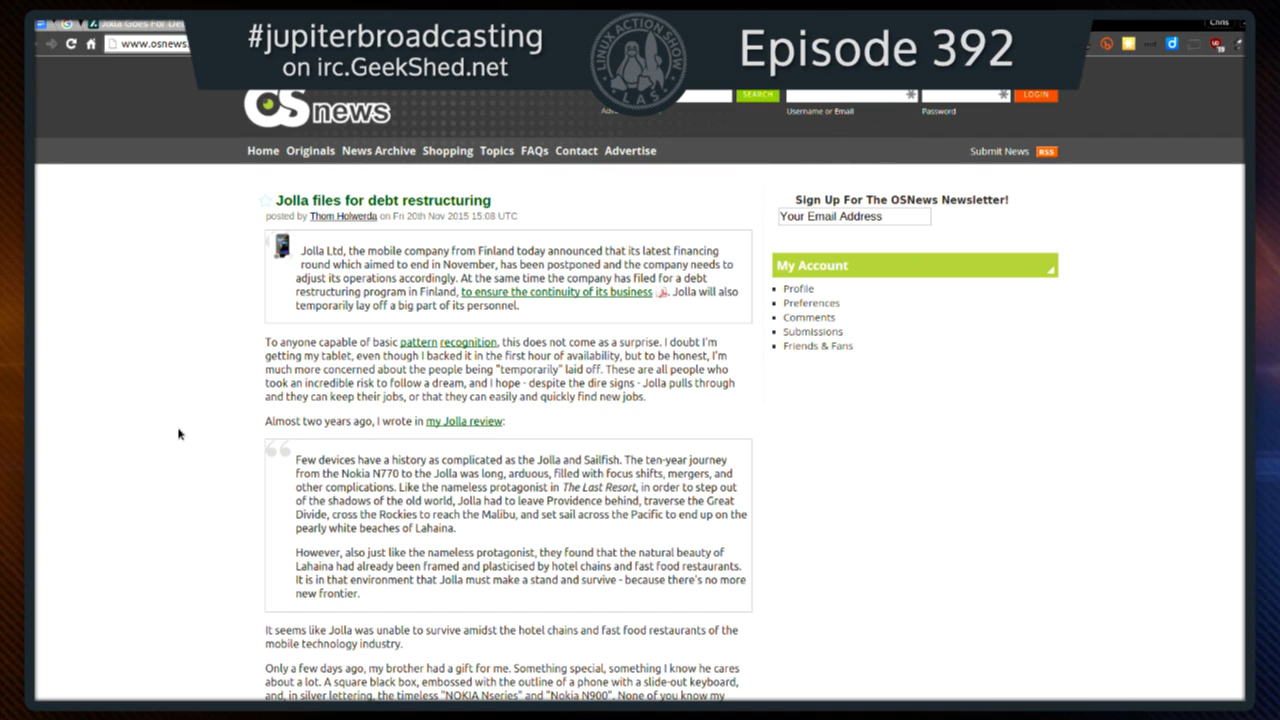 Jolla Goes For De
Chris
www.osnews.
#jupiterbroadcasting
on irc.GeekShed.net
LINUX ACTION SHOW
L.A.S.
Episode 392
OSnews
SEARCH
LOGIN
Username or Email
Password
Home Originals News Archive Shopping Topics FAQs Contact Advertise
Submit News RSS
Jolla files for debt restructuring
posted by Thom Holwerda on Fri 20th Nov 2015 15:08 UTC
Jolla Ltd, the mobile company from Finland today announced that its latest financing
round which aimed to end in November, has been postponed and the company needs to
adjust its operations accordingly. At the same time the company has filed for a debt
restructuring program in Finland, to ensure the continuity of its business . Jolla will also
temporarily lay off a big part of its personnel.
To anyone capable of basic pattern recognition, this does not come as a surprise. I doubt I'm
getting my tablet, even though I backed it in the first hour of availability, but to be honest, I'm
much more concerned about the people being "temporarily" laid off. These are all people who
took an incredible risk to follow a dream, and I hope - despite the dire signs - Jolla pulls through
and they can keep their jobs, or that they can easily and quickly find new jobs.
Almost two years ago, I wrote in my Jolla review:
Few devices have a history as complicated as the Jolla and Sailfish. The ten-year journey
from the Nokia N770 to the Jolla was long, arduous, filled with focus shifts, mergers, and
other complications. Like the nameless protagonist in The Last Resort, in order to step out
of the shadows of the old world, Jolla had to leave Providence behind, traverse the Great
Divide, cross the Rockies to reach the Malibu, and set sail across the Pacific to end up on the
pearly white beaches of Lahaina.
However, also just like the nameless protagonist, they found that the natural beauty of
Lahaina had already been framed and plasticised by hotel chains and fast food restaurants.
It is in that environment that Jolla must make a stand and survive - because there's no more
new frontier.
It seems like Jolla was unable to survive amidst the hotel chains and fast food restaurants of the
mobile technology industry.
Only a few days ago, my brother had a gift for me. Something special, something I know he cares
about a lot. A square black box, embossed with the outline of a phone with a slide-out keyboard,
and, in silver lettering, the timeless "NOKIA Nseries" and "Nokia N900". None of you know my
Sign Up For The OSNews Newsletter!
Your Email Address
My Account
Profile
Preferences
Comments
Submissions
Friends & Fans